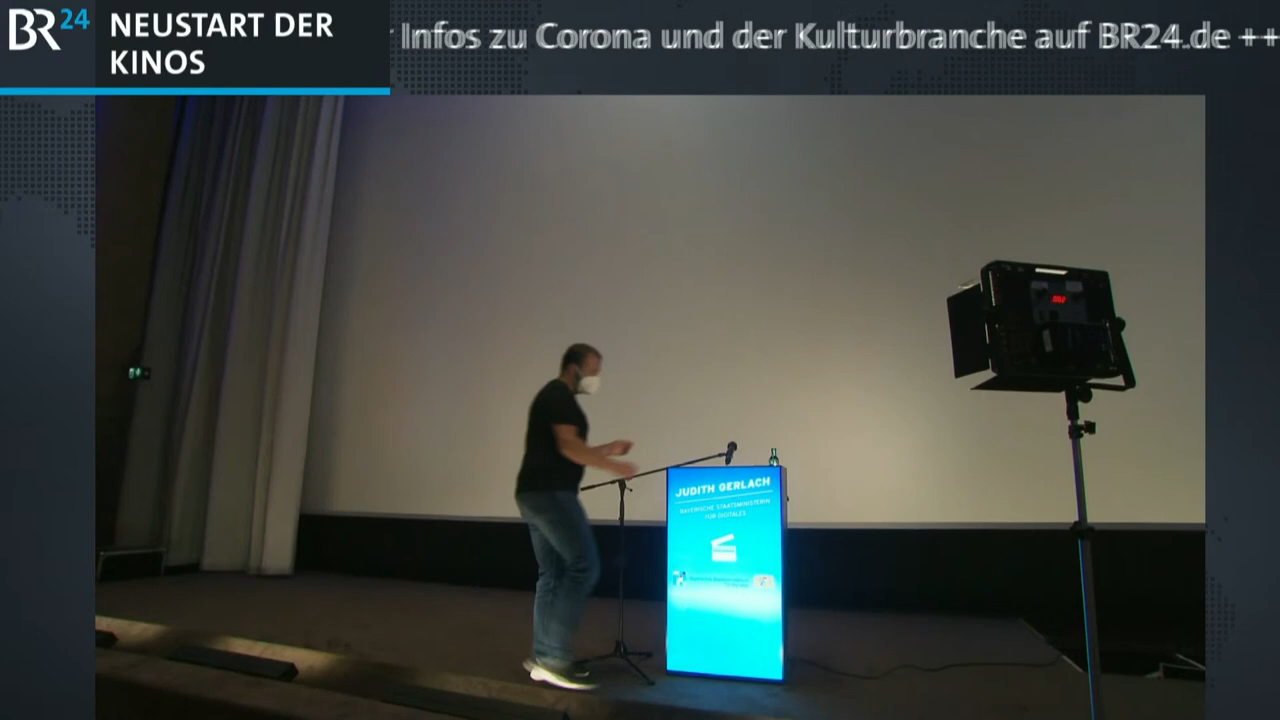 BR24
NEUSTART DER
KINOS
Infos zu Corona und der Kulturbranche auf BR24.de ++
JUDITH GERLACH
BAYERISCHE STAATSMINISTERIN
FÜR DIGITALES